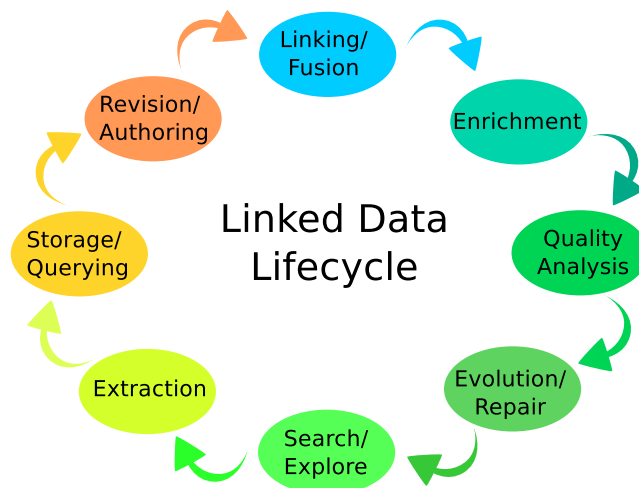 Linking/
Fusion
Revision/
Authoring
Enrichment
Linked Data
Lifecycle
Storage/
Querying
Quality
Analysis
Extraction
Evolution/
Repair
Search/
Explore